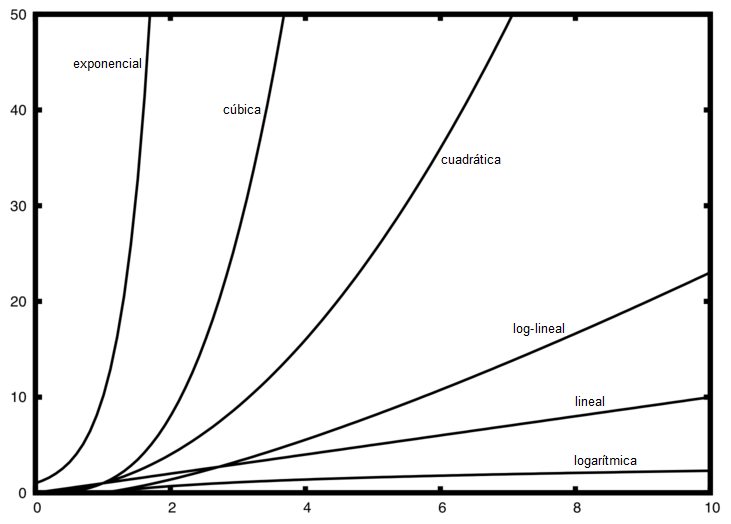 50
exponencial
cúbica
40
cuadrática
30
20
log-lineal
lineal
10
logarítmica
0
0 2 4 6 8 10